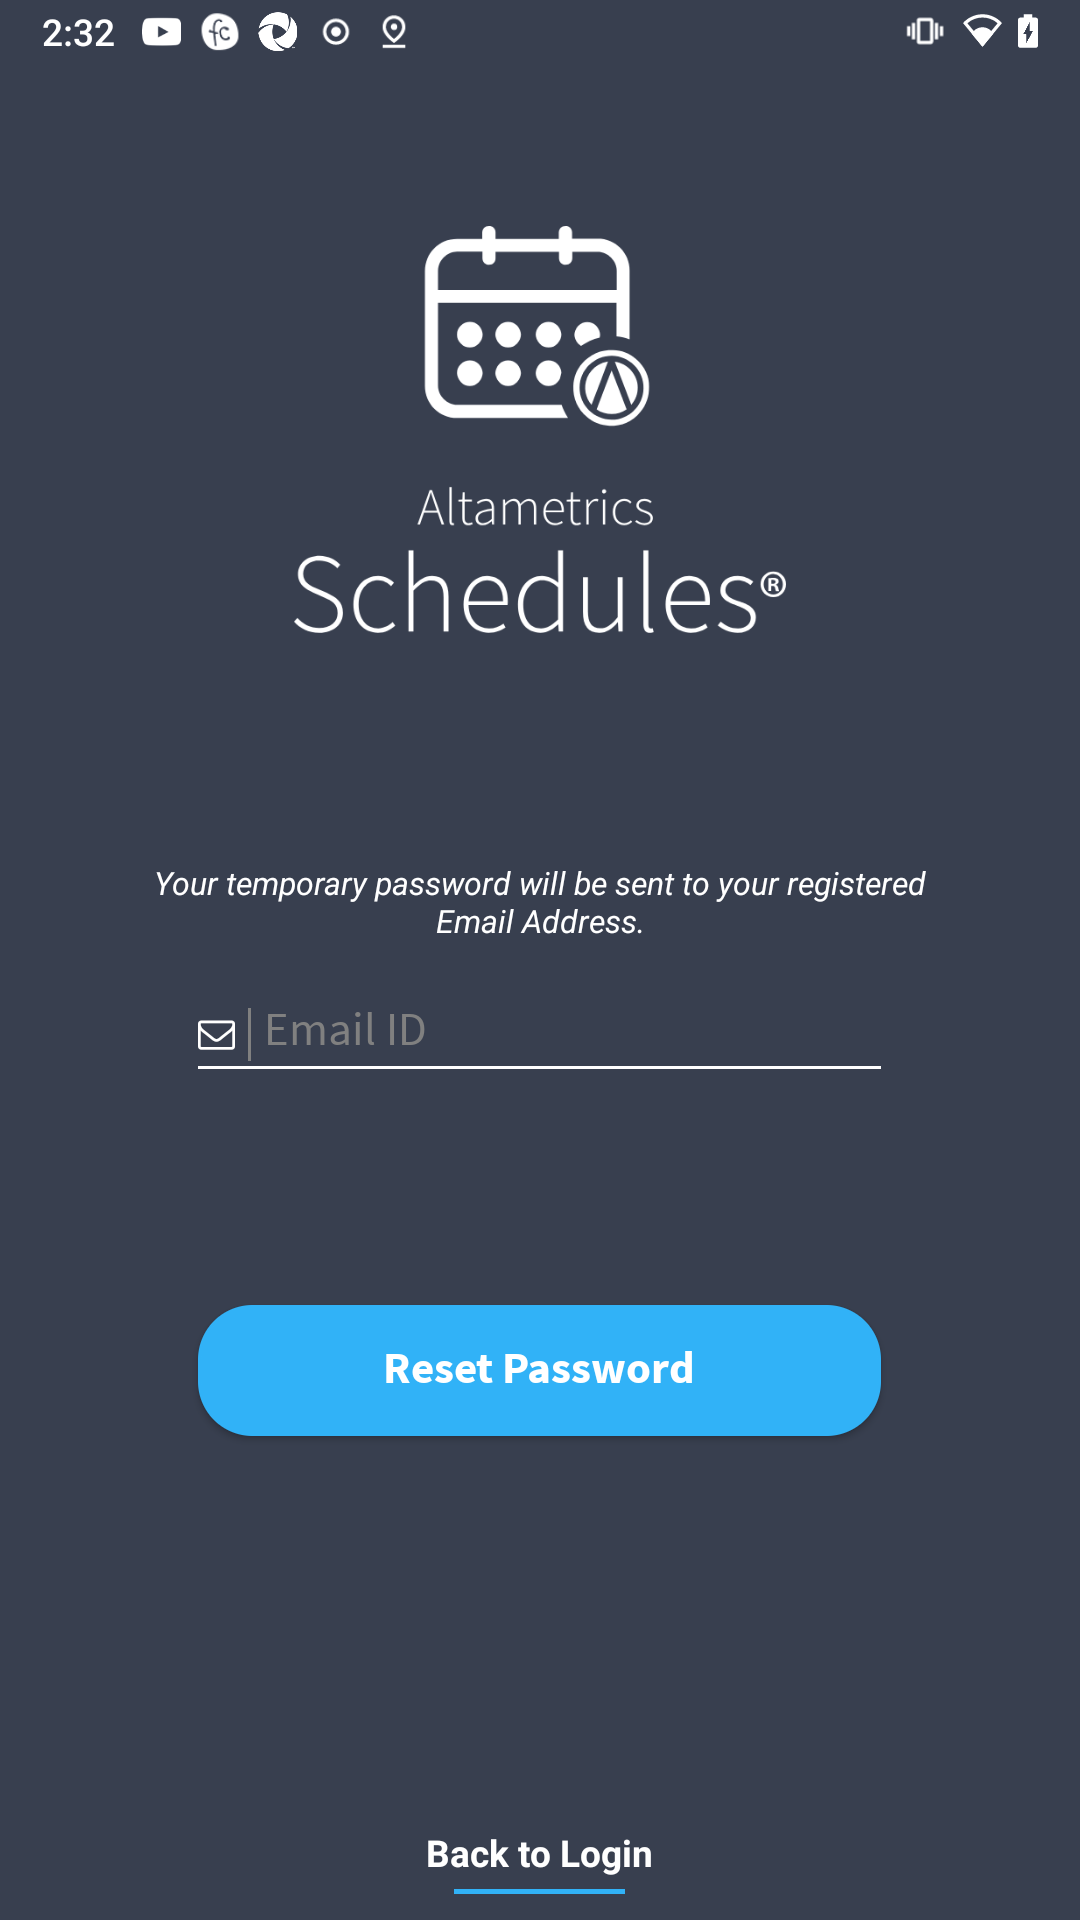 2:32
Altametrics
Schedules®
Your temporary password will be sent to your registered
Email Address.
Email ID
Reset Password
Back to Login